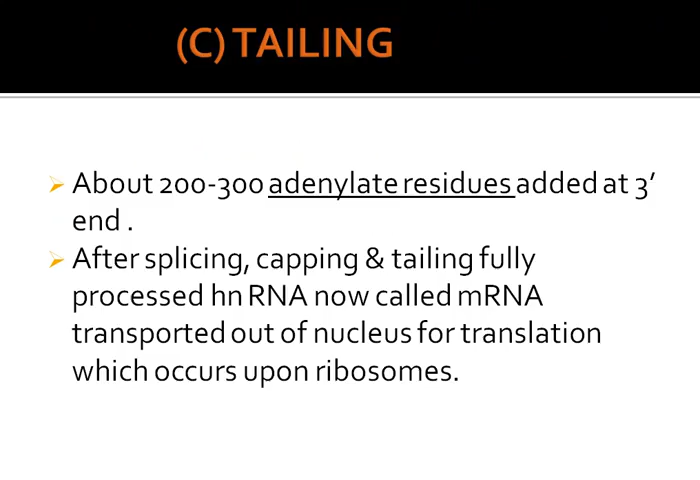 (C) TAILING
About 200-300 adenylate residues added at 3'
end .
After splicing, capping & tailing fully
processed hn RNA now called mRNA
transported out of nucleus for translation
which occurs upon ribosomes.